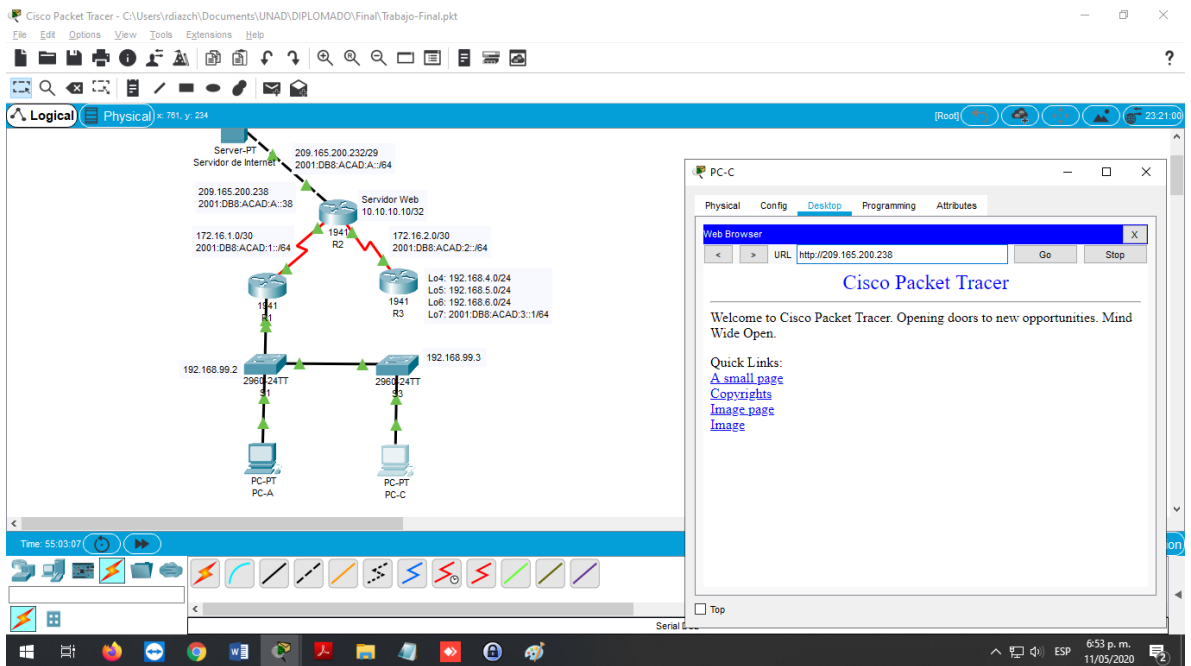 Cisco Packet Tracer - C:\Users\rdiazch\Documents\UNAD\DIPLOMADO\Final\Trabajo-Final.pkt
File Edit Options View Tools Extensions Help
?
Logical Physical x: 781, y: 234 [Root] 23:21:00
Server-PT
Servidor de Internet
209.165.200.232/29
2001:DB8:ACAD:A::/64
209.165.200.238
2001:DB8:ACAD:A::38
Servidor Web
10.10.10.10/32
1941
R2
172.16.1.0/30
2001:DB8:ACAD:1::/64
172.16.2.0/30
2001:DB8:ACAD:2::/64
1941
R1
1941
R3
Lo4: 192.168.4.0/24
Lo5: 192.168.5.0/24
Lo6: 192.168.6.0/24
Lo7: 2001:DB8:ACAD:3::1/64
192.168.99.2
2960-24TT
S1
192.168.99.3
2960-24TT
S3
PC-PT
PC-A
PC-PT
PC-C
PC-C
Physical Config Desktop Programming Attributes
Web Browser X
< > URL http://209.165.200.238 Go Stop
Cisco Packet Tracer
Welcome to Cisco Packet Tracer. Opening doors to new opportunities. Mind
Wide Open.
Quick Links:
A small page
Copyrights
Image page
Image
Top
Time: 55:03:07
Serial
ESP
6:53 p. m.
11/05/2020
2